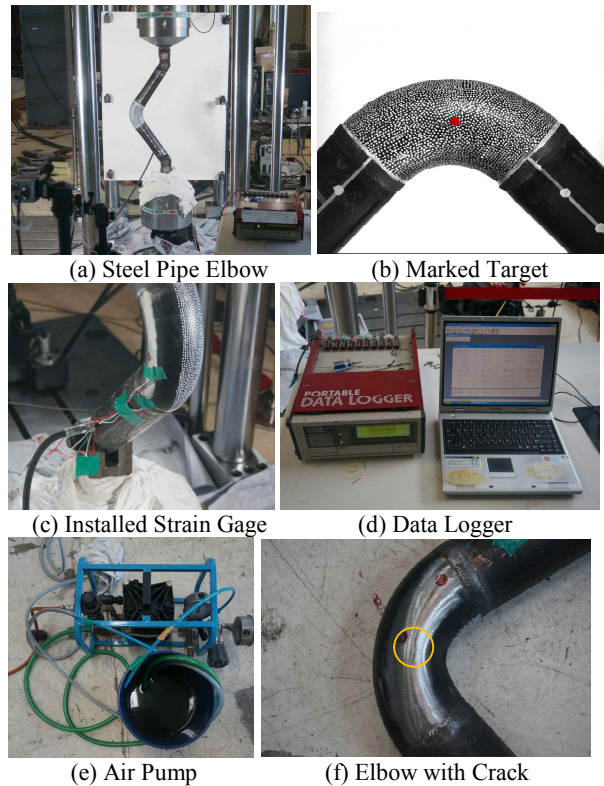 (a) Steel Pipe Elbow
(b) Marked Target
PORTABLE
DATA LOGGER
(c) Installed Strain Gage
(d) Data Logger
(e) Air Pump
(f) Elbow with Crack